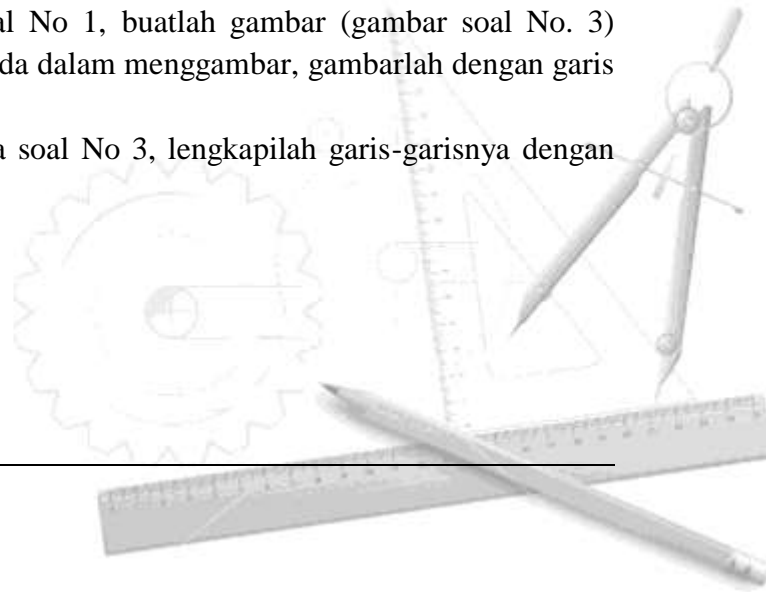 al No 1, buatlah gambar (gambar soal No. 3)
da dalam menggambar, gambarlah dengan garis
a soal No 3, lengkapilah garis-garisnya dengan